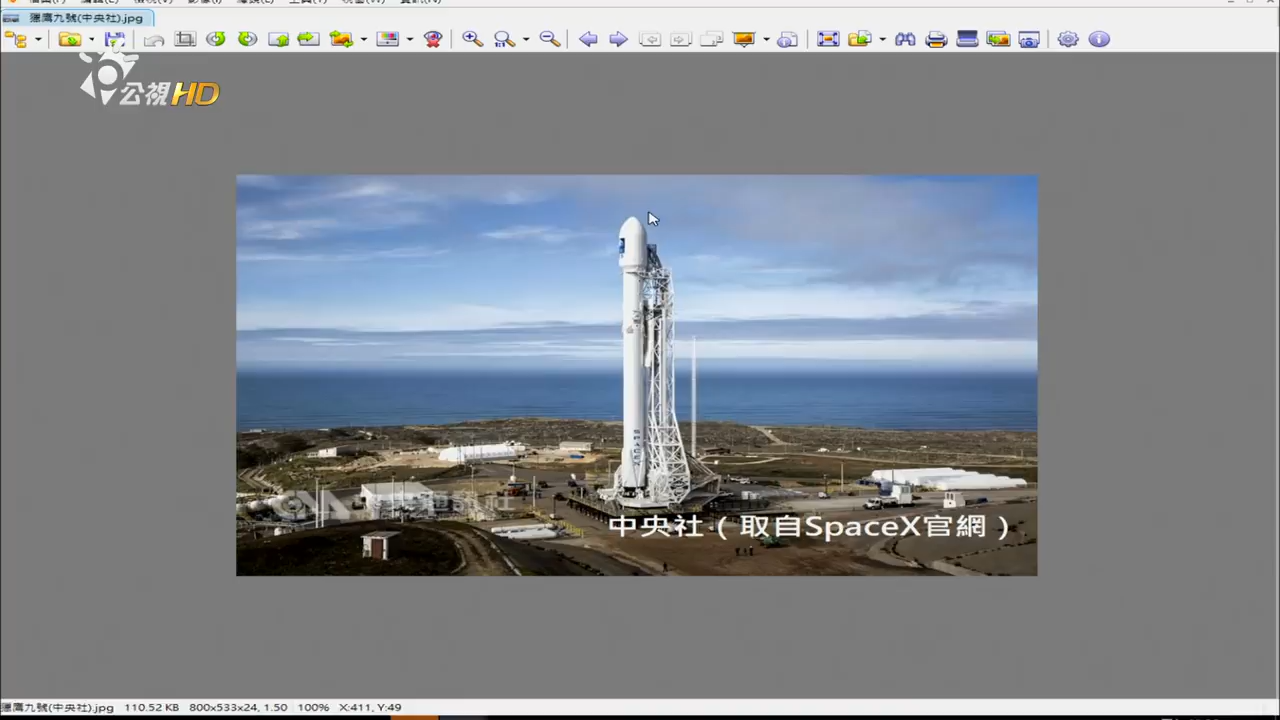 獵鷹九號(中央社).jpg
公視HD
SPACEX
中央社（取自SpaceX官網）
獵鷹九號(中央社).jpg 110.52 KB 800x533x24, 1.50 100% X:411, Y:49